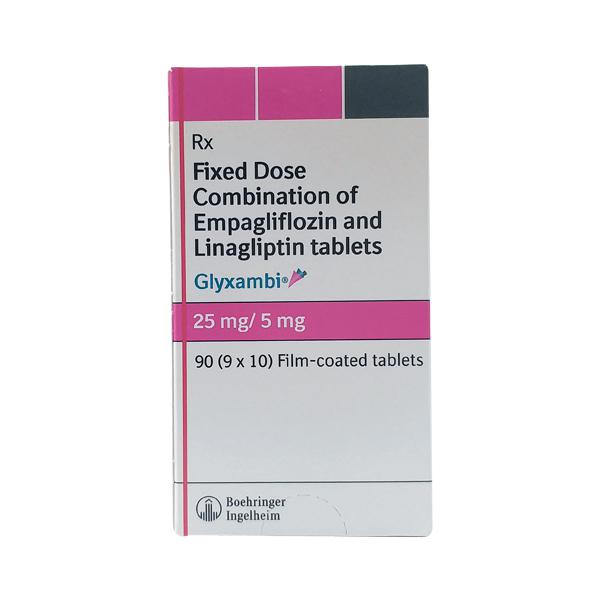 Rx
Fixed Dose
Combination of
Empagliflozin and
Linagliptin tablets
Glyxambi®
25 mg/ 5 mg
90 (9 x 10) Film-coated tablets
Boehringer
Ingelheim